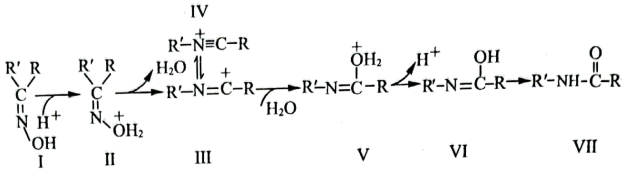 IV
R′–N⁺≡C–R
R′ R
C
N
OH
H⁺
I
R′ R
C
N
⁺OH₂
II
H₂O
R′–N=C⁺–R
III
H₂O
⁺OH₂
R′–N=C–R
V
H⁺
OH
R′–N=C–R
VI
O
R′–NH–C–R
VII